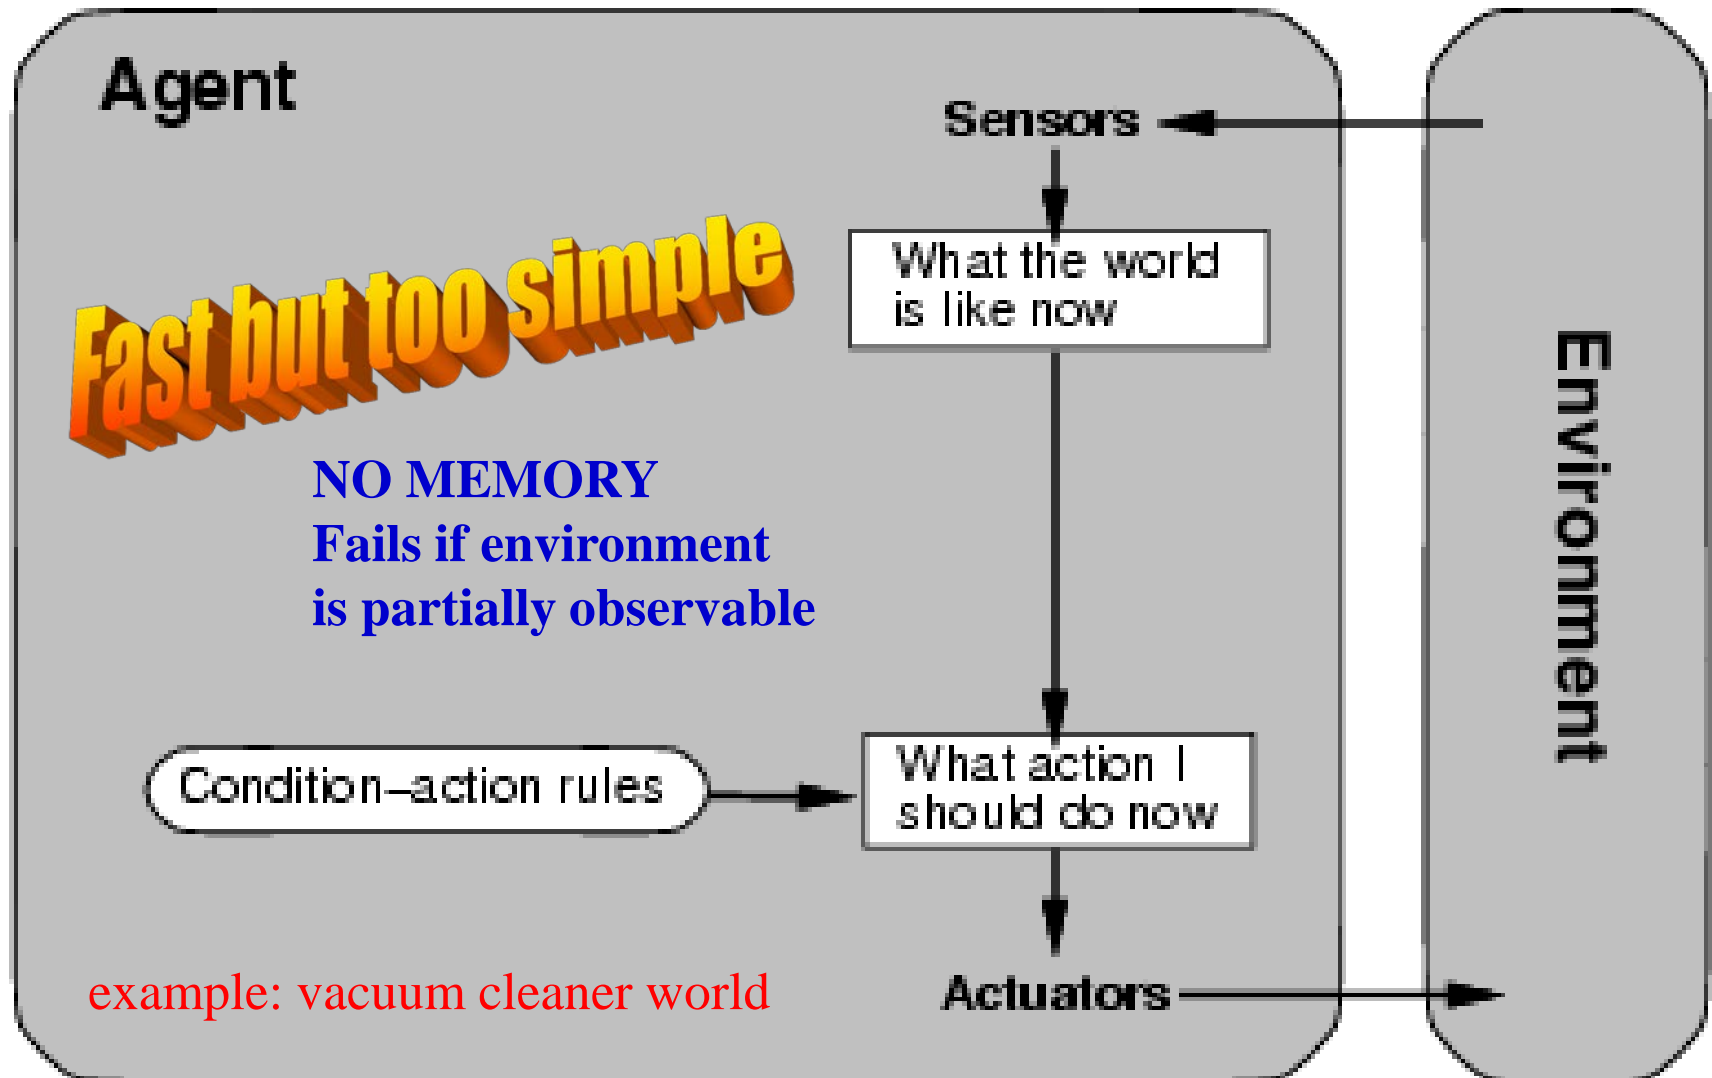 Agent
Sensors
Fast but too simple
What the world
is like now
NO MEMORY
Fails if environment
is partially observable
Environment
Condition–action rules
What action I
should do now
example: vacuum cleaner world
Actuators